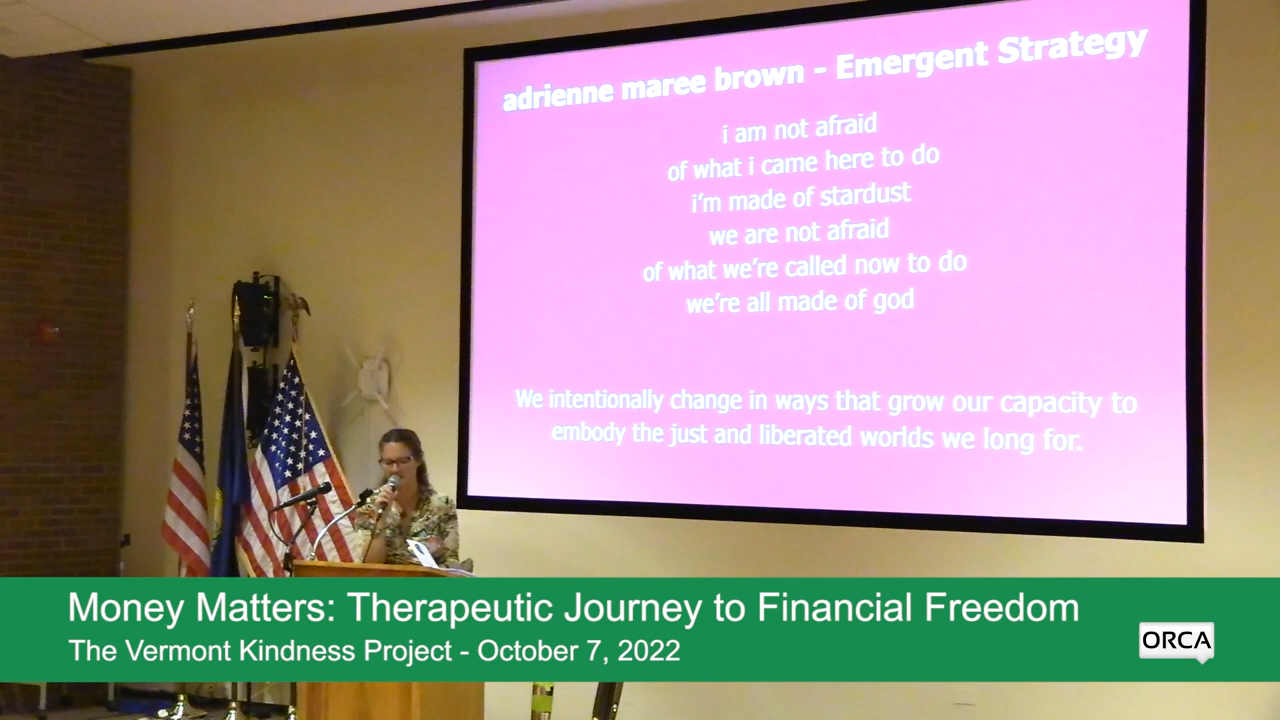 adrienne maree brown - Emergent Strategy
i am not afraid
of what i came here to do
i'm made of stardust
we are not afraid
of what we're called now to do
we're all made of god
We intentionally change in ways that grow our capacity to
embody the just and liberated worlds we long for.
Money Matters: Therapeutic Journey to Financial Freedom
The Vermont Kindness Project - October 7, 2022
ORCA